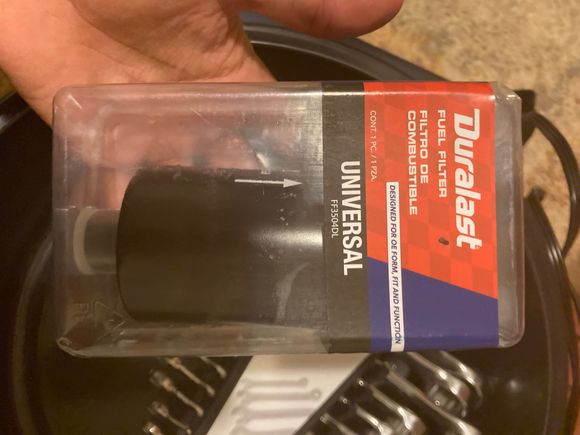 Duralast
FUEL FILTER
FILTRO DE
COMBUSTIBLE
CONT. 1 PC. / 1 PZA.
DESIGNED FOR OE FORM, FIT AND FUNCTION
UNIVERSAL
FF3504DL